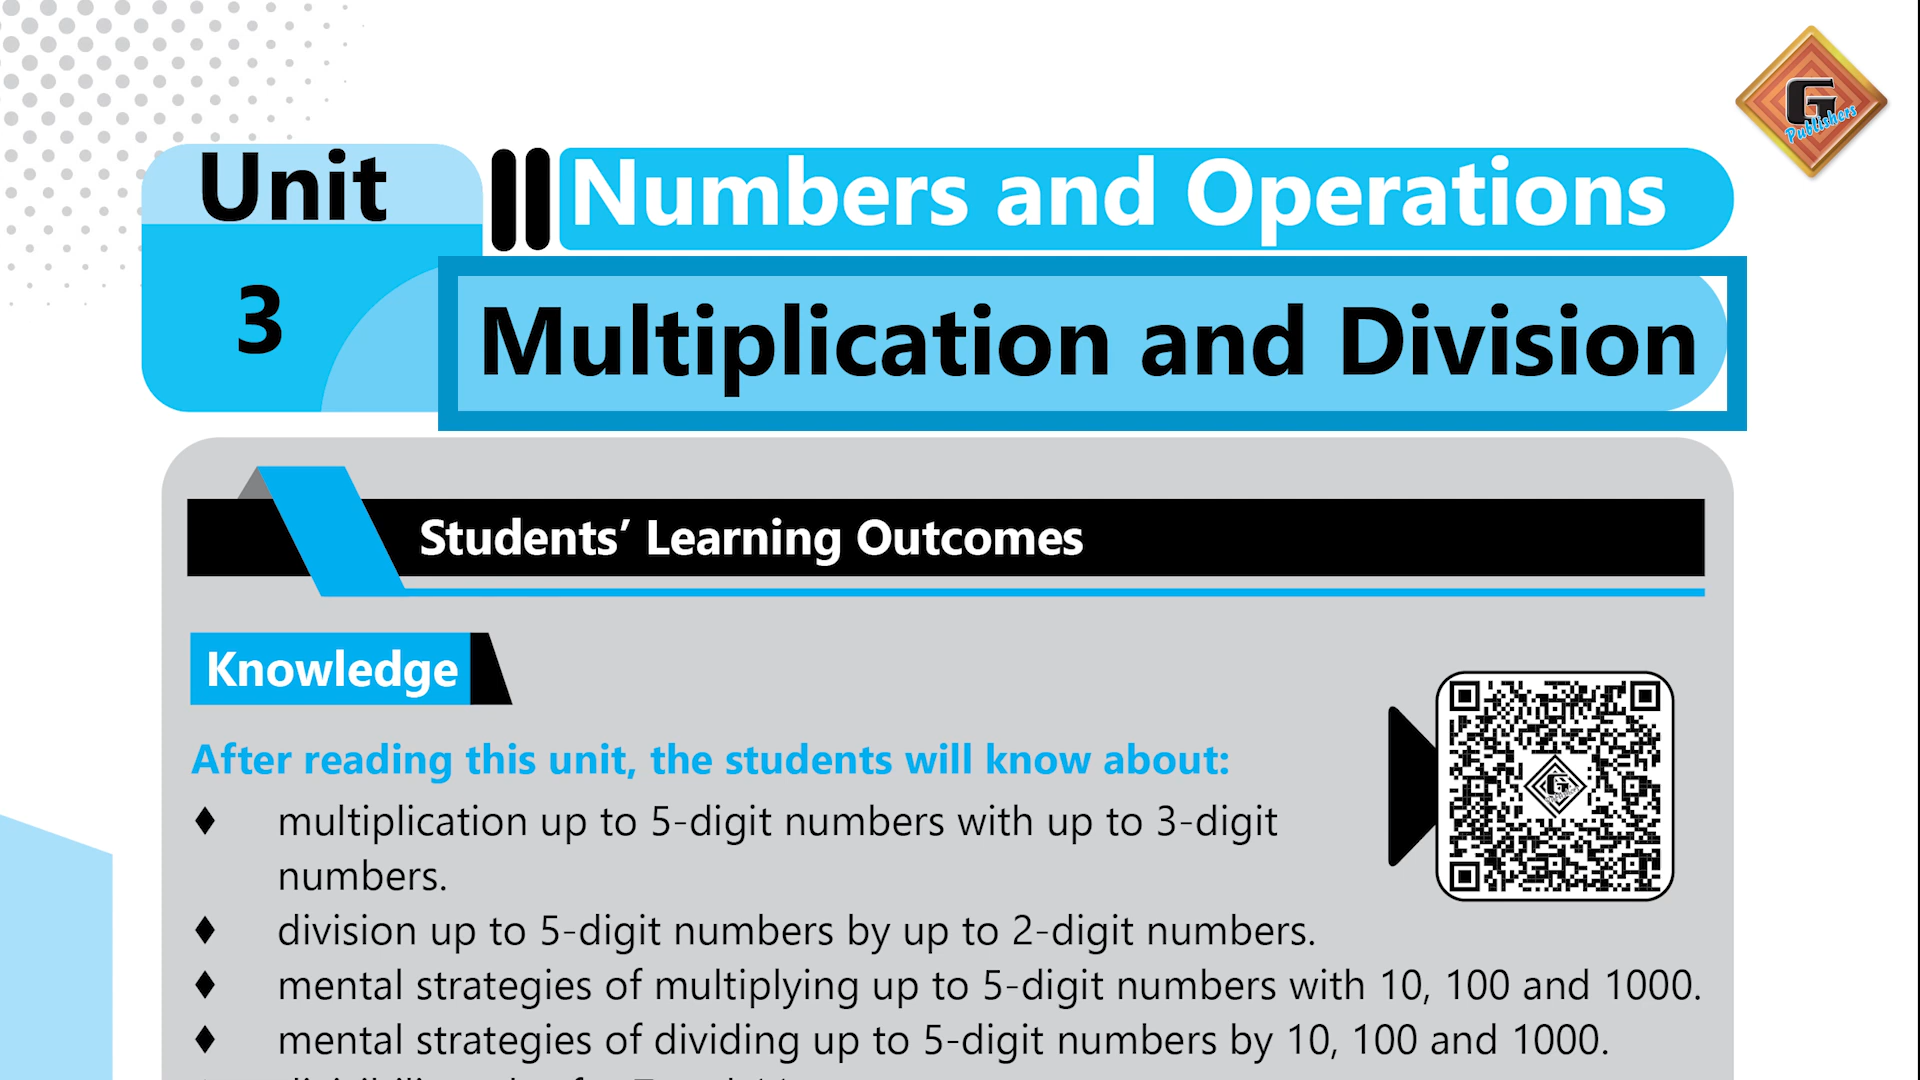 G
Publishers
Unit
Numbers and Operations
3
Multiplication and Division
Students’ Learning Outcomes
Knowledge
After reading this unit, the students will know about:
♦ multiplication up to 5-digit numbers with up to 3-digit
numbers.
♦ division up to 5-digit numbers by up to 2-digit numbers.
♦ mental strategies of multiplying up to 5-digit numbers with 10, 100 and 1000.
♦ mental strategies of dividing up to 5-digit numbers by 10, 100 and 1000.